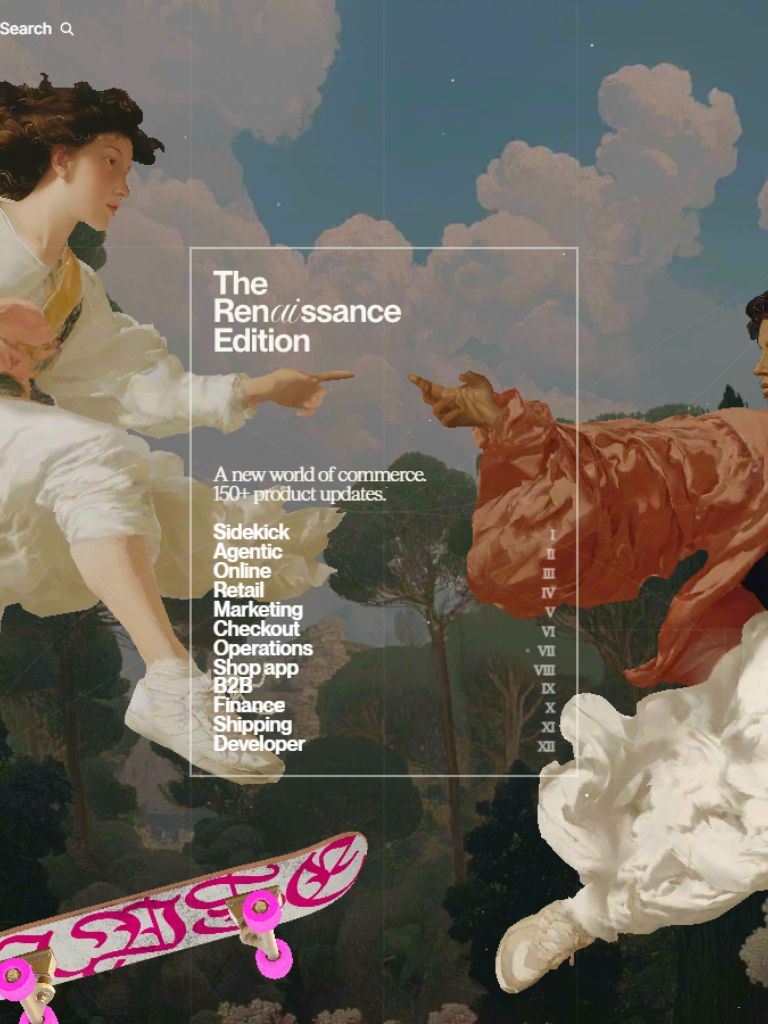 Search
The
Renaissance
Edition
A new world of commerce.
150+ product updates.
Sidekick I
Agentic II
Online III
Retail IV
Marketing V
Checkout VI
Operations VII
Shop app VIII
B2B IX
Finance X
Shipping XI
Developer XII